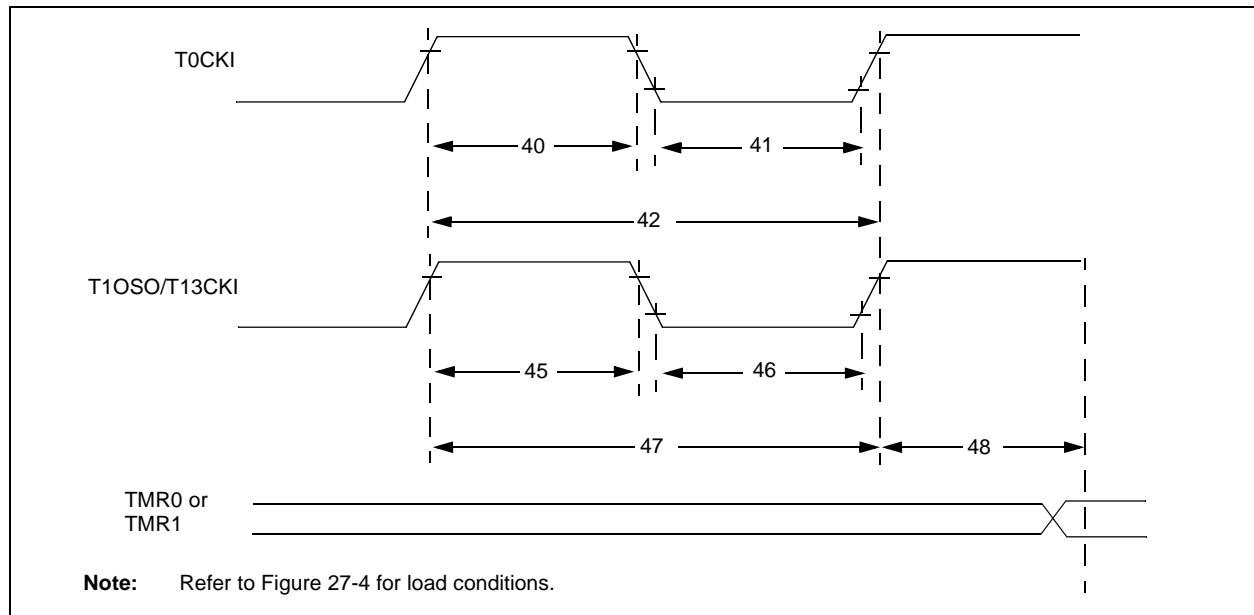 T0CKI
40
41
42
T1OSO/T13CKI
45
46
47
48
TMR0 or
TMR1
Note: Refer to Figure 27-4 for load conditions.